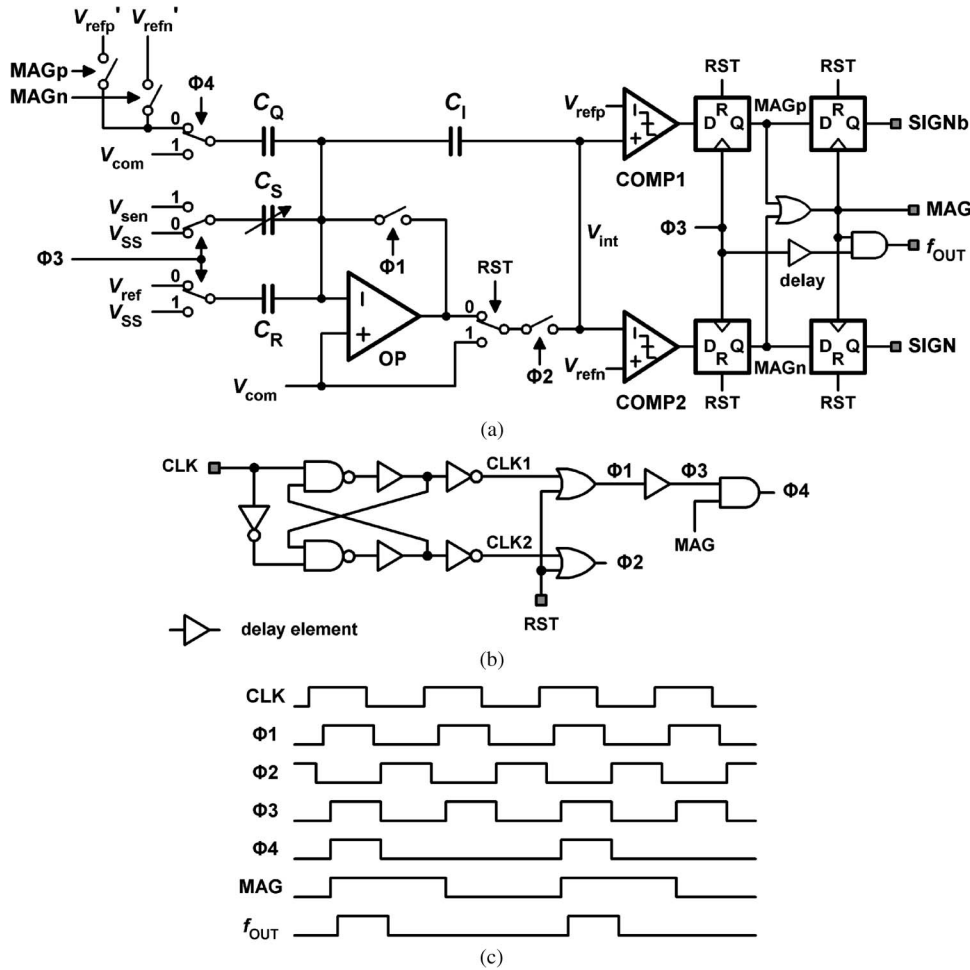 Vrefp' Vrefn'
MAGp
MAGn
Φ4
0
1
Vcom
CQ
CI
Vrefp
COMP1
RST RST
D R Q
MAGp
D R Q
SIGNb
Vsen
1
VSS
0
CS
Φ1
Φ3
Vref
0
VSS
1
CR
OP
RST
0
1
Φ2
Vint
Φ3
delay
MAG
fOUT
Vcom
Vrefn
COMP2
D R Q
MAGn
D R Q
SIGN
RST RST
(a)
CLK
CLK1
CLK2
Φ1
Φ3
Φ4
MAG
Φ2
RST
delay element
(b)
CLK
Φ1
Φ2
Φ3
Φ4
MAG
fOUT
(c)